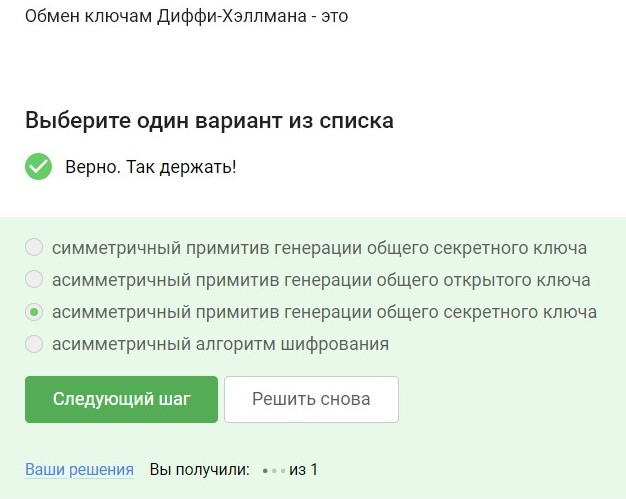 Обмен ключам Диффи-Хэллмана - это
Выберите один вариант из списка
Верно. Так держать!
симметричный примитив генерации общего секретного ключа
асимметричный примитив генерации общего открытого ключа
асимметричный примитив генерации общего секретного ключа
асимметричный алгоритм шифрования
Следующий шаг Решить снова
Ваши решения Вы получили: из 1